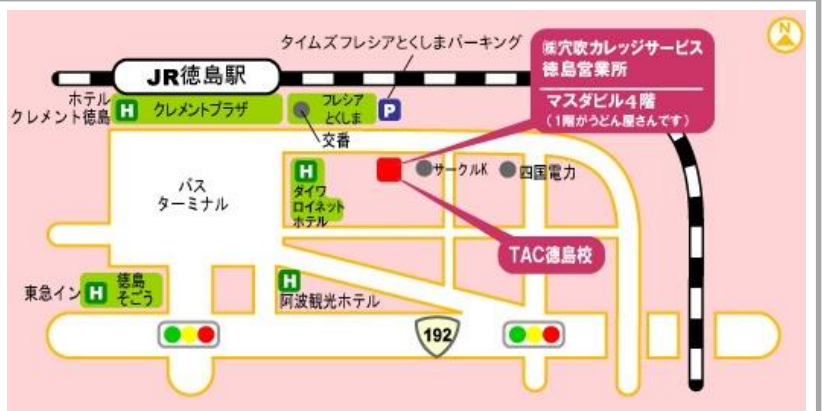 タイムズフレシアとくしまパーキング
N
㈱穴吹カレッジサービス
徳島営業所
マスダビル4階
(1階がうどん屋さんです)
JR徳島駅
ホテル
クレメント徳島
H
クレメントプラザ
フレシア
とくしま
P
交番
バス
ターミナル
H
ダイワ
ロイネット
ホテル
サークルK
四国電力
TAC徳島校
東急イン
H
徳島
そごう
H
阿波観光ホテル
192